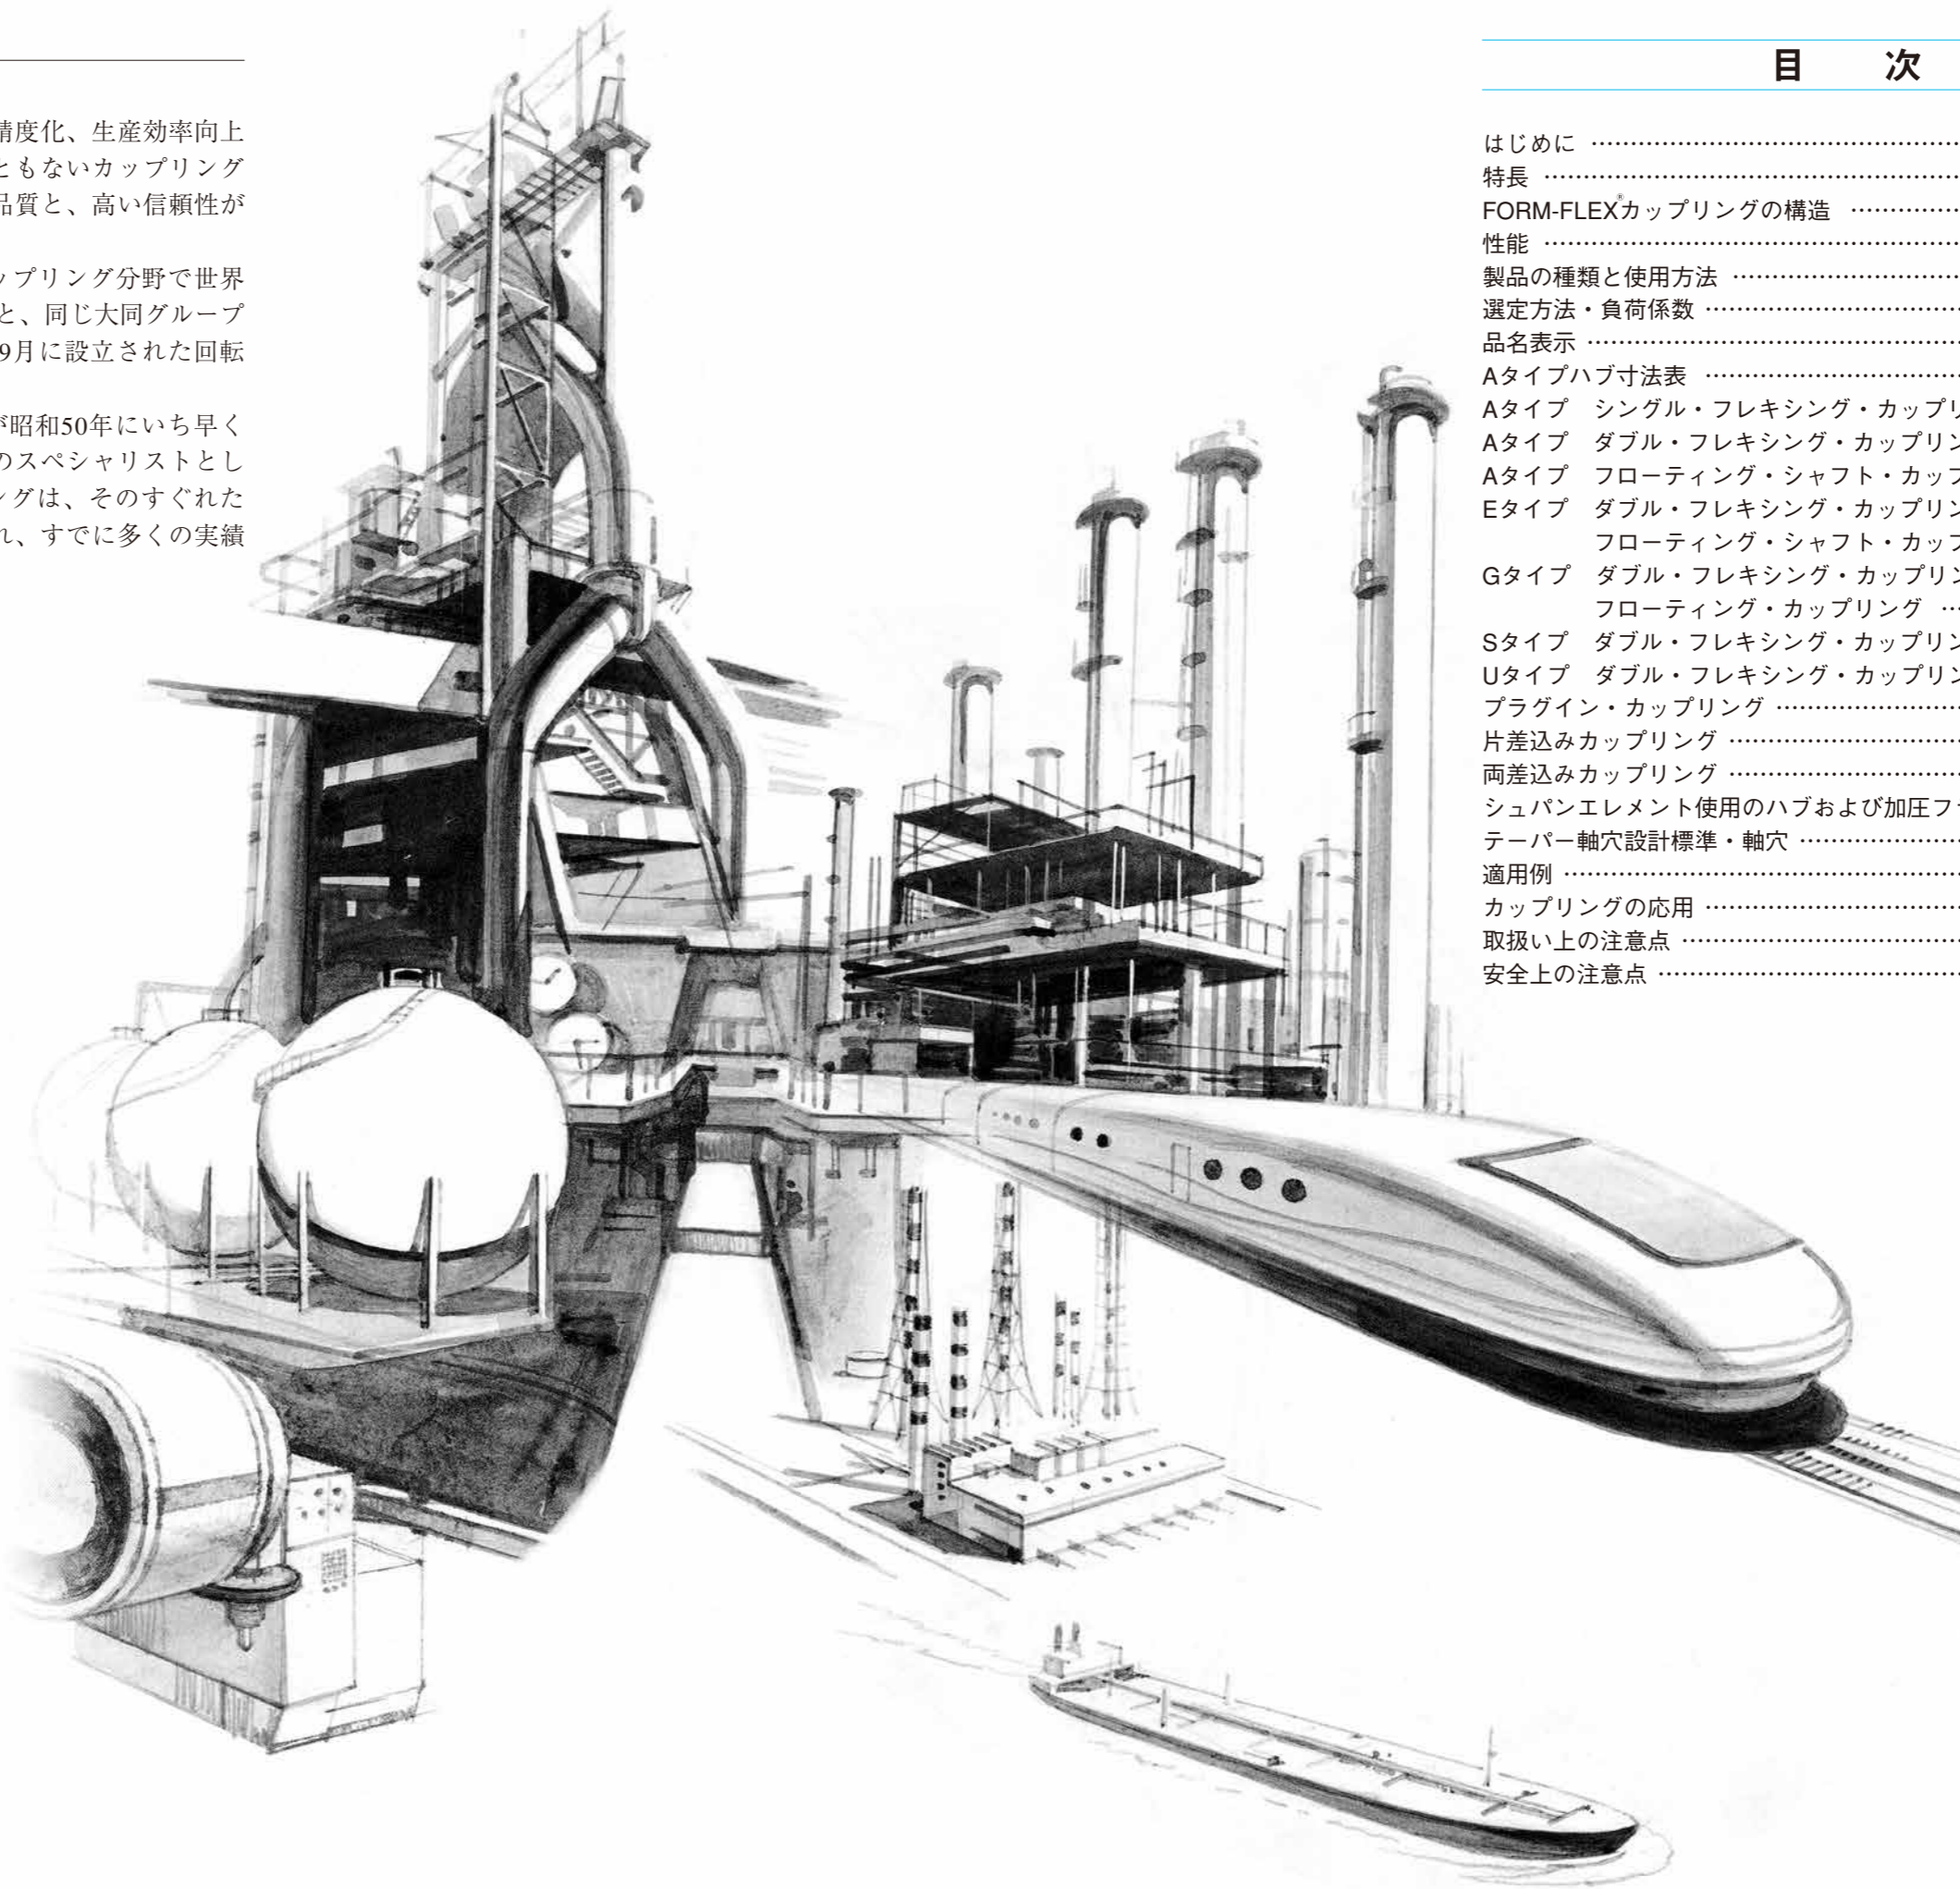 精度化、生産効率向上
ともないカップリング
品質と、高い信頼性が
ップリング分野で世界
と、同じ大同グループ
9月に設立された回転
が昭和50年にいち早く
のスペシャリストとし
ングは、そのすぐれた
れ、すでに多くの実績
目 次
はじめに ……………………………………
特長 ……………………………………
FORM-FLEX®カップリングの構造 ……………
性能 ……………………………………
製品の種類と使用方法 ……………………
選定方法・負荷係数 ……………………
品名表示 ……………………………………
Aタイプハブ寸法表 ……………………
Aタイプ シングル・フレキシング・カップリ
Aタイプ ダブル・フレキシング・カップリン
Aタイプ フローティング・シャフト・カップ
Eタイプ ダブル・フレキシング・カップリン
フローティング・シャフト・カップ
Gタイプ ダブル・フレキシング・カップリン
フローティング・カップリング …
Sタイプ ダブル・フレキシング・カップリン
Uタイプ ダブル・フレキシング・カップリン
プラグイン・カップリング ……………………
片差込みカップリング ……………………
両差込みカップリング ……………………
シュパンエレメント使用のハブおよび加圧フ
テーパー軸穴設計標準・軸穴 ………………
適用例 ……………………………………
カップリングの応用 ……………………
取扱い上の注意点 ……………………
安全上の注意点 ……………………